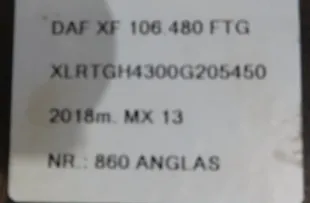 DAF XF 106.480 FTG
XLRTGH4300G205450
2018m. MX 13
NR.: 860 ANGLAS